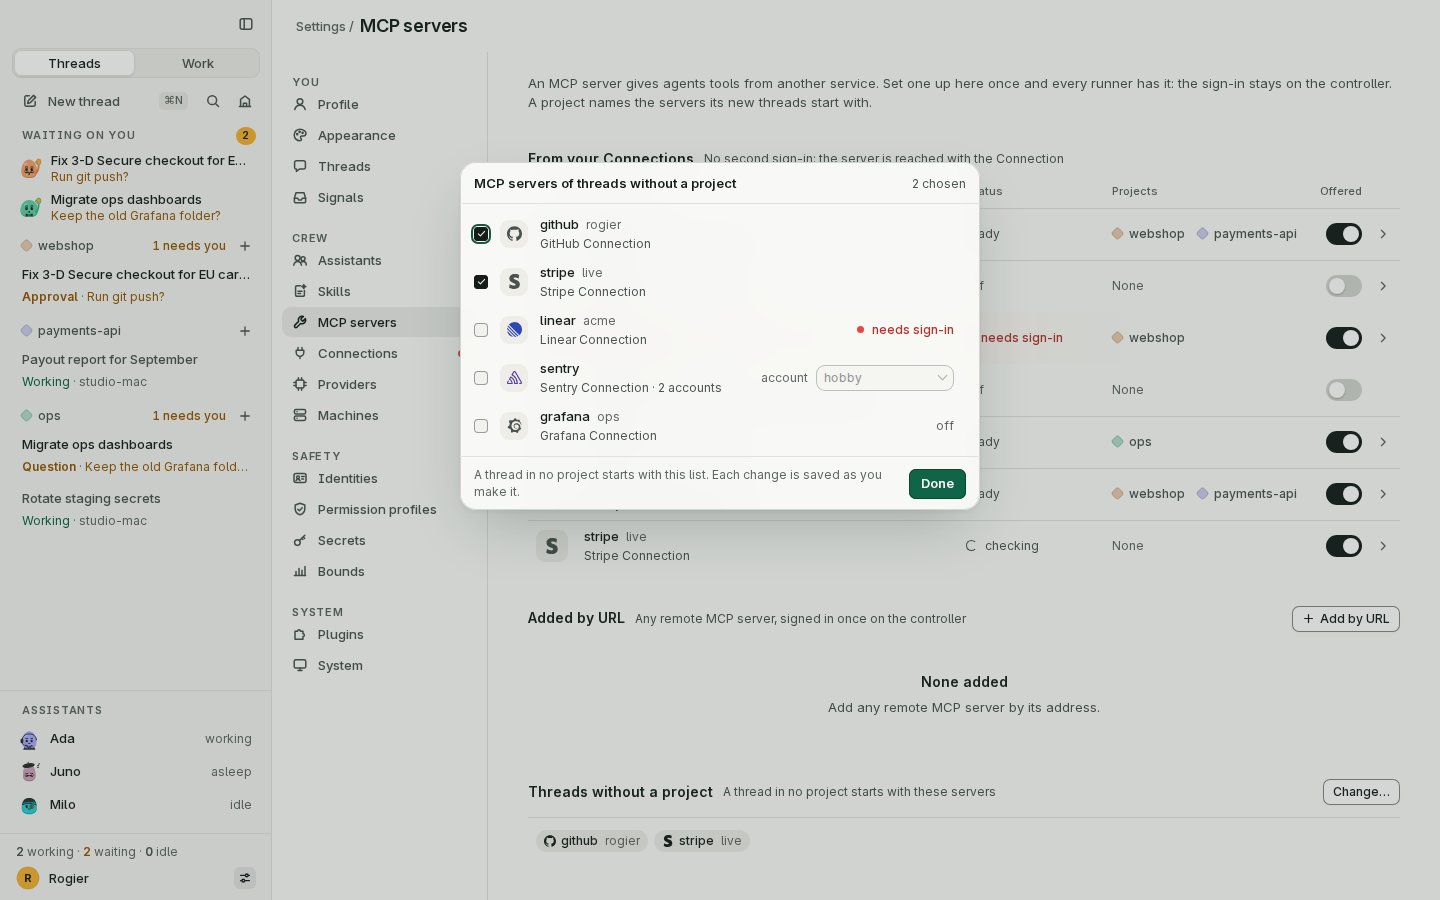 Threads
Work
New thread
⌘N
WAITING ON YOU
2
Fix 3-D Secure checkout for E…
Run git push?
Migrate ops dashboards
Keep the old Grafana folder?
webshop
1 needs you
Fix 3-D Secure checkout for EU car…
Approval · Run git push?
payments-api
Payout report for September
Working · studio-mac
ops
1 needs you
Migrate ops dashboards
Question · Keep the old Grafana fold…
Rotate staging secrets
Working · studio-mac
ASSISTANTS
Ada
working
Juno
asleep
Milo
idle
2 working · 2 waiting · 0 idle
R
Rogier
Settings / MCP servers
YOU
Profile
Appearance
Threads
Signals
CREW
Assistants
Skills
MCP servers
Connections
Providers
Machines
SAFETY
Identities
Permission profiles
Secrets
Bounds
SYSTEM
Plugins
System
An MCP server gives agents tools from another service. Set one up here once and every runner has it: the sign-in stays on the controller.
A project names the servers its new threads start with.
From your Connections
No second sign-in: the server is reached with the Connection
Projects
Offered
webshop
payments-api
None
needs sign-in
webshop
None
ops
webshop
payments-api
stripe live
Stripe Connection
checking
None
MCP servers of threads without a project
2 chosen
github rogier
GitHub Connection
stripe live
Stripe Connection
linear acme
Linear Connection
needs sign-in
sentry
Sentry Connection · 2 accounts
account
hobby
grafana ops
Grafana Connection
off
A thread in no project starts with this list. Each change is saved as you
make it.
Done
Added by URL
Any remote MCP server, signed in once on the controller
Add by URL
None added
Add any remote MCP server by its address.
Threads without a project
A thread in no project starts with these servers
Change…
github rogier
stripe live